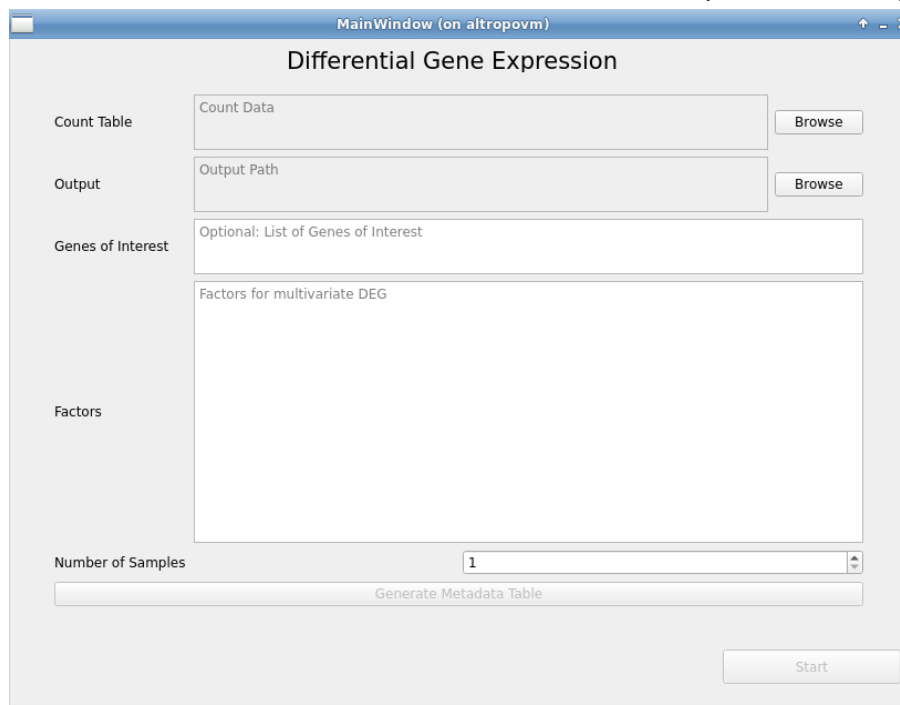 MainWindow (on altropovm)
Differential Gene Expression
Count Table
Count Data
Browse
Output
Output Path
Browse
Genes of Interest
Optional: List of Genes of Interest
Factors
Factors for multivariate DEG
Number of Samples
1
Generate Metadata Table
Start